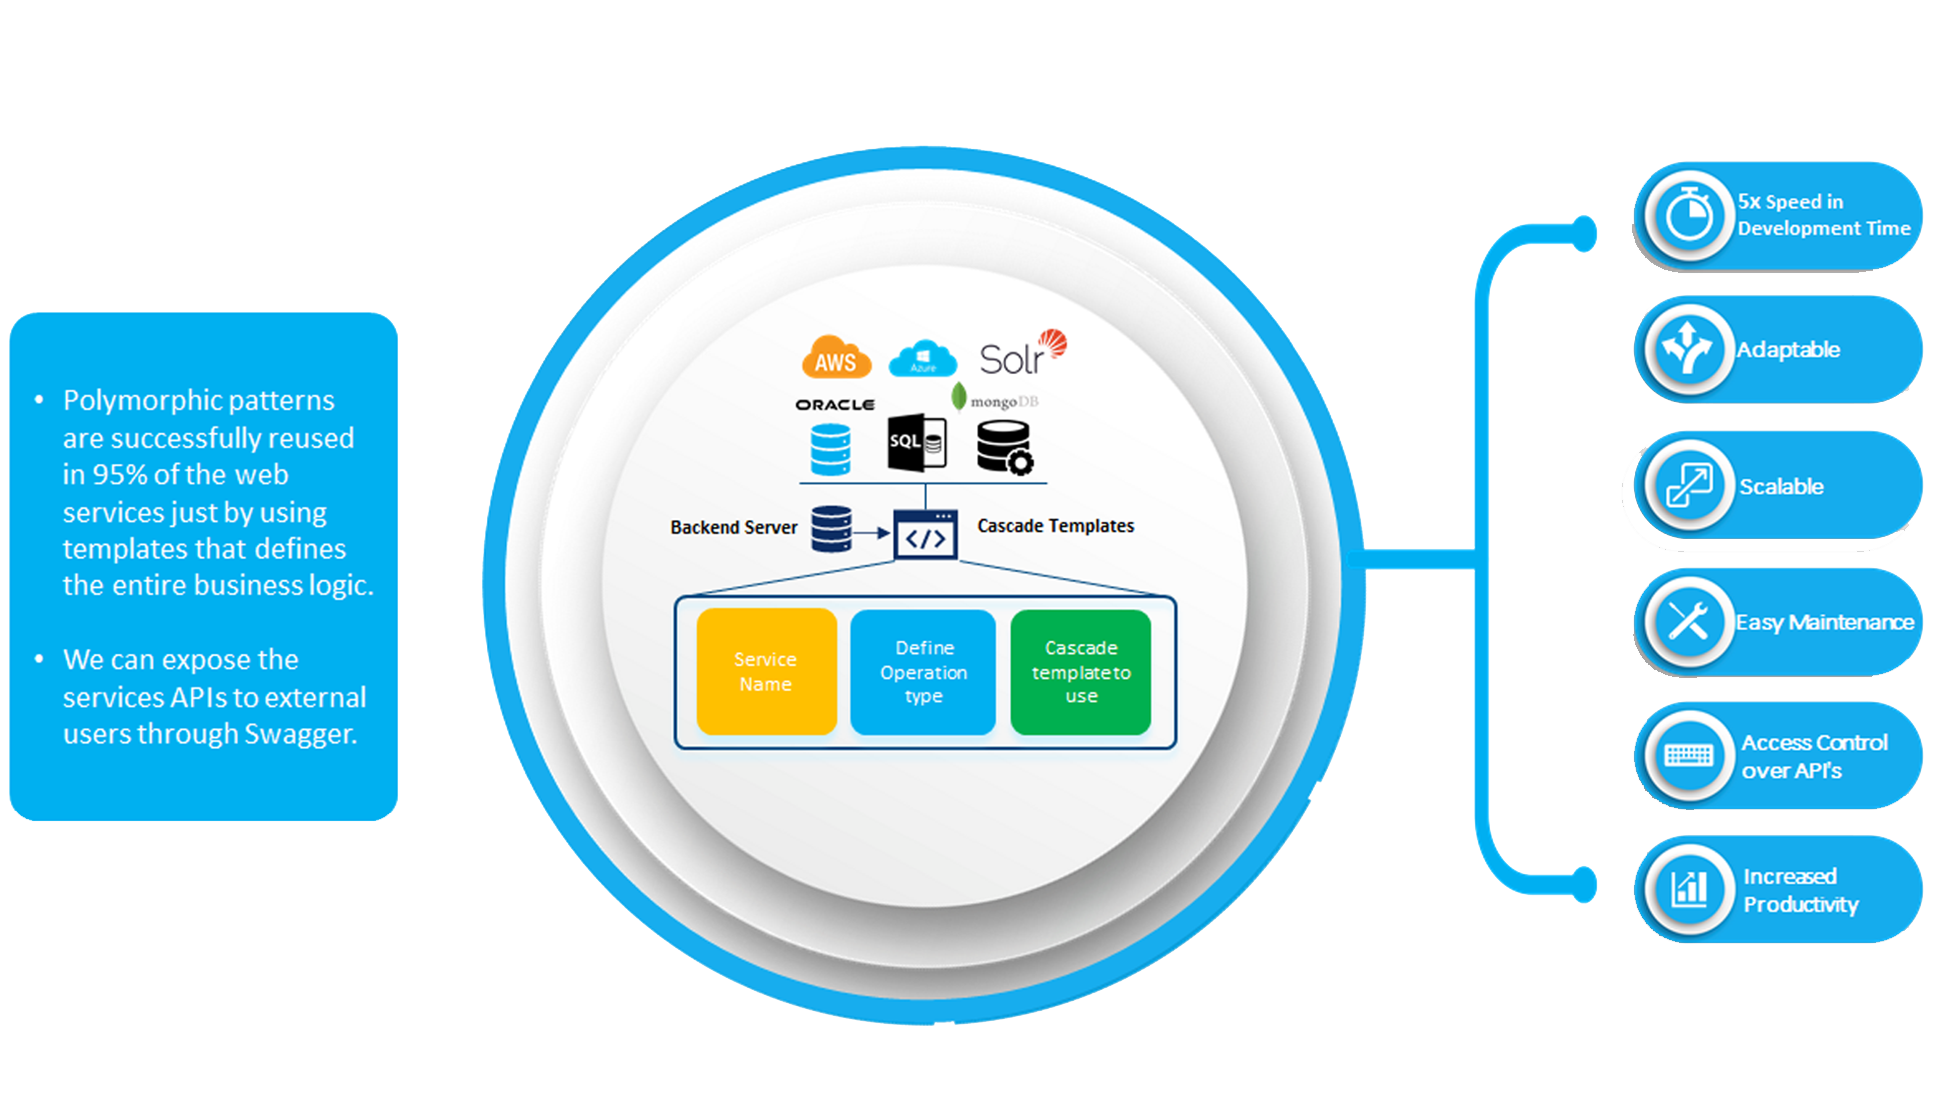 • Polymorphic patterns
are successfully reused
in 95% of the web
services just by using
templates that defines
the entire business logic.
• We can expose the
services APIs to external
users through Swagger.
AWS
Azure
Solr
ORACLE
mongoDB
SQL
Backend Server
</>
Cascade Templates
Service
Name
Define
Operation
type
Cascade
template to
use
5x Speed in
Development Time
Adaptable
Scalable
Easy Maintenance
Access Control
over API's
Increased
Productivity